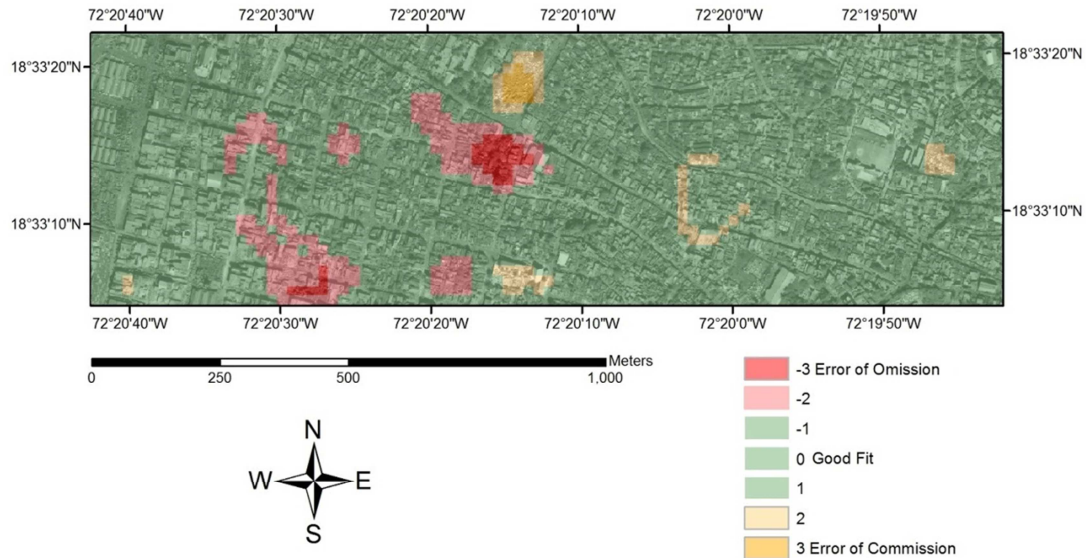 72°20'40"W 72°20'30"W 72°20'20"W 72°20'10"W 72°20'0"W 72°19'50"W
18°33'20"N 18°33'20"N
18°33'10"N 18°33'10"N
72°20'40"W 72°20'30"W 72°20'20"W 72°20'10"W 72°20'0"W 72°19'50"W
Meters
0 250 500 1,000
-3 Error of Omission
-2
-1
0 Good Fit
1
2
3 Error of Commission
N
W E
S